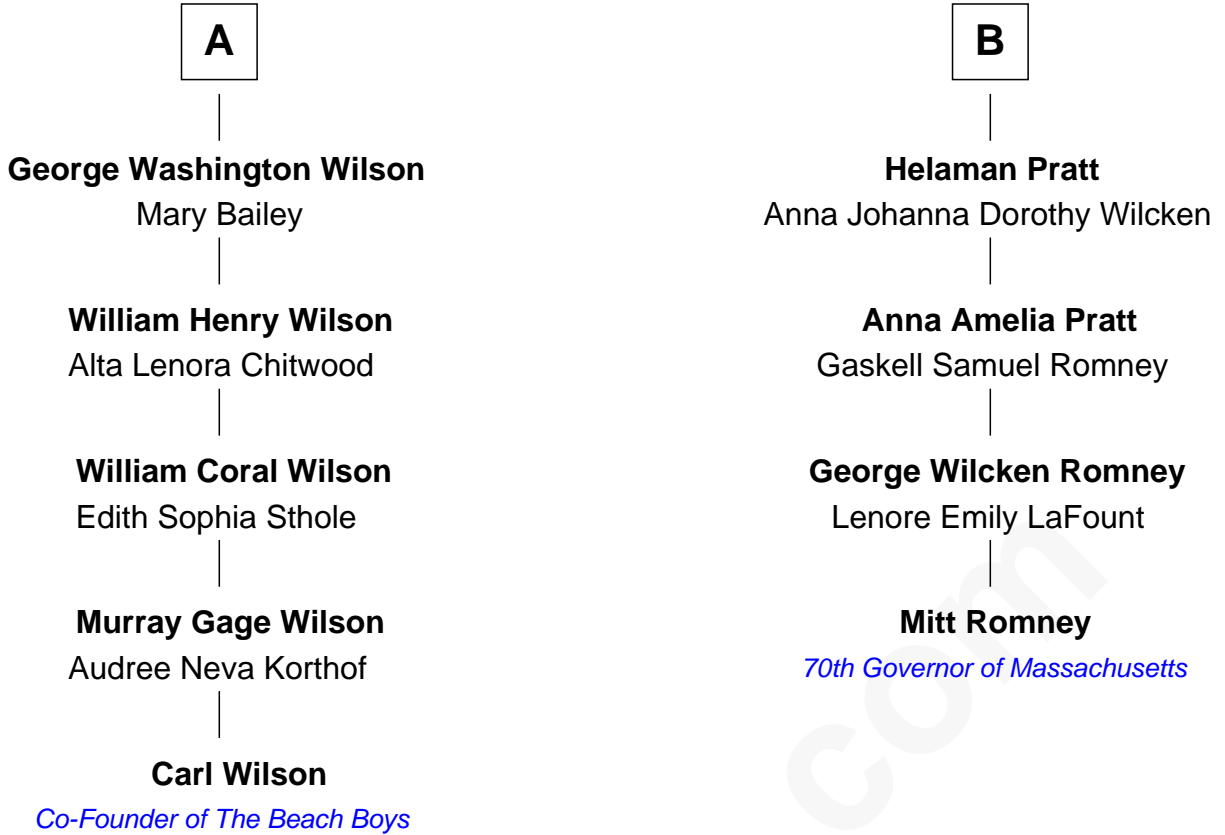 A
George Washington Wilson
Mary Bailey
William Henry Wilson
Alta Lenora Chitwood
William Coral Wilson
Edith Sophia Sthole
Murray Gage Wilson
Audree Neva Korthof
Carl Wilson
Co-Founder of The Beach Boys
B
Helaman Pratt
Anna Johanna Dorothy Wilcken
Anna Amelia Pratt
Gaskell Samuel Romney
George Wilcken Romney
Lenore Emily LaFount
Mitt Romney
70th Governor of Massachusetts
com